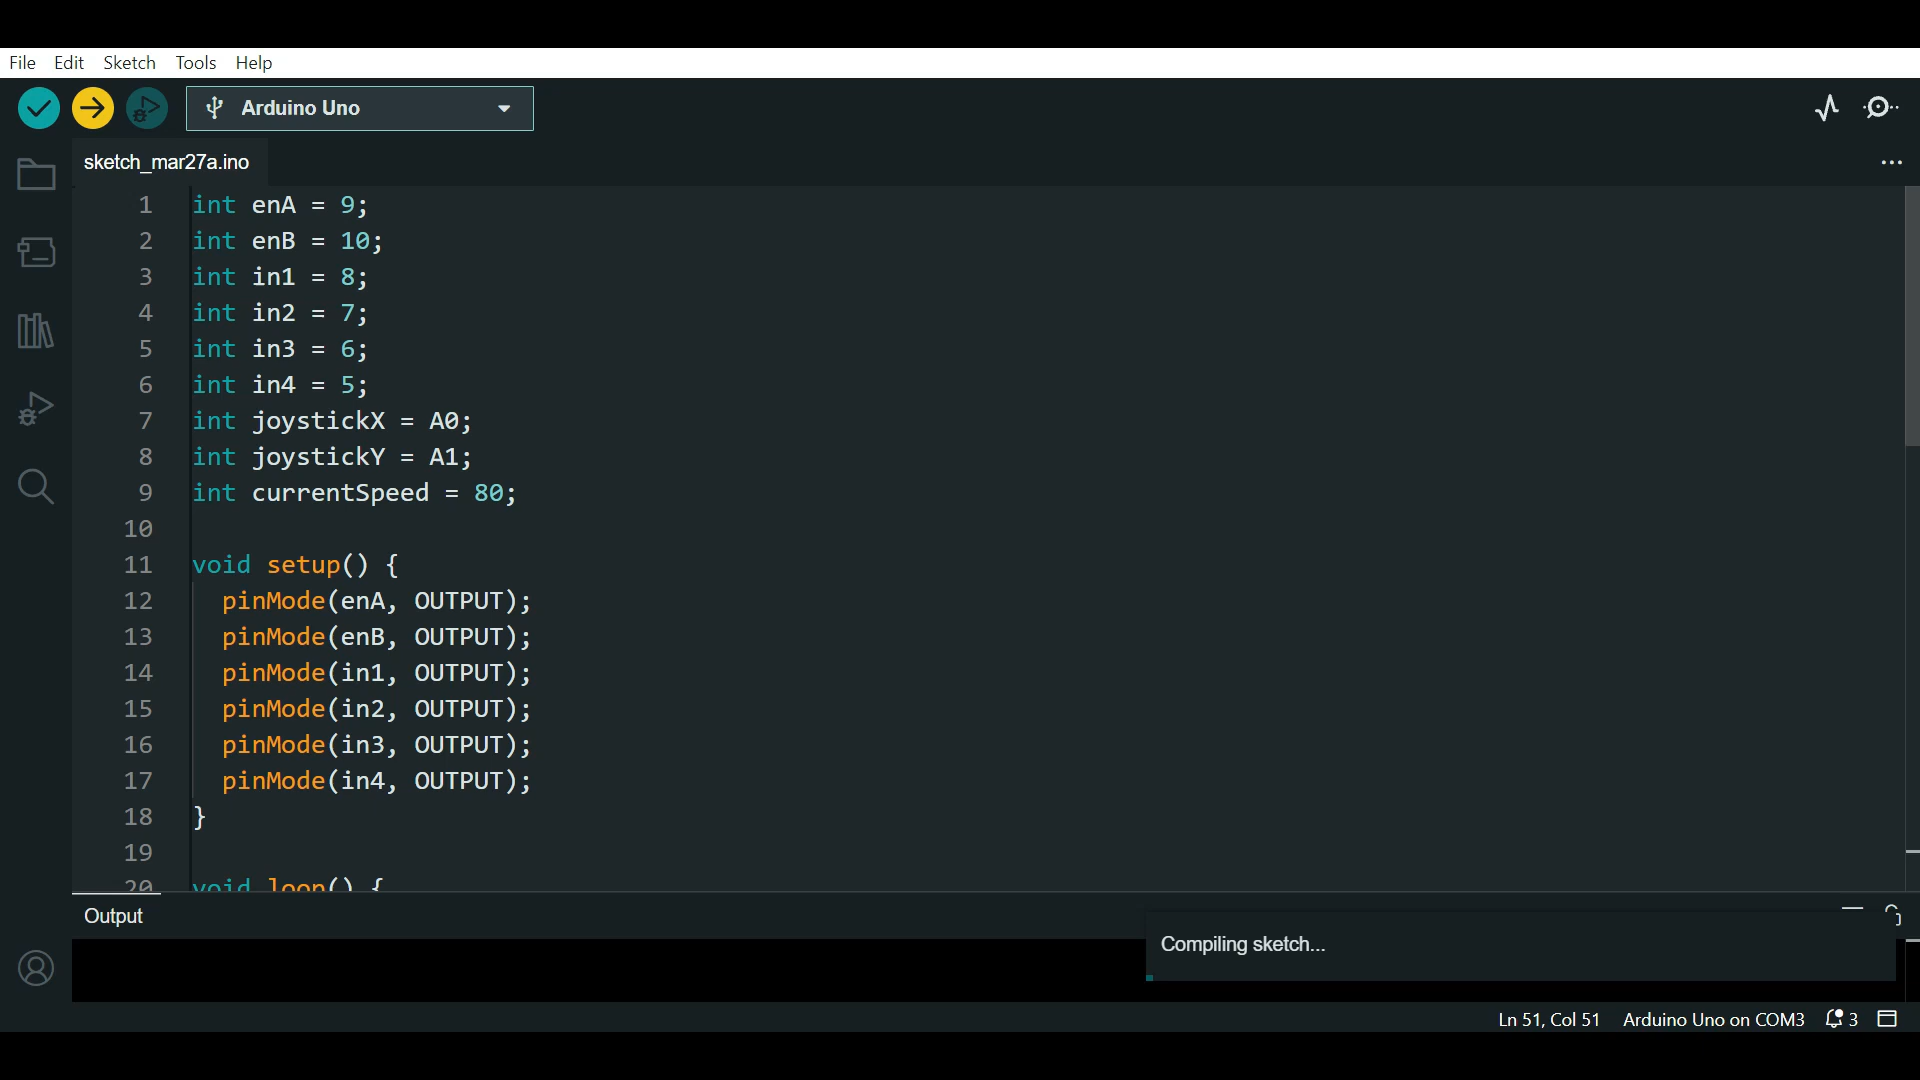 File Edit Sketch Tools Help
Arduino Uno
sketch_mar27a.ino
1 int enA = 9;
2 int enB = 10;
3 int in1 = 8;
4 int in2 = 7;
5 int in3 = 6;
6 int in4 = 5;
7 int joystickX = A0;
8 int joystickY = A1;
9 int currentSpeed = 80;
10
11 void setup() {
12 pinMode(enA, OUTPUT);
13 pinMode(enB, OUTPUT);
14 pinMode(in1, OUTPUT);
15 pinMode(in2, OUTPUT);
16 pinMode(in3, OUTPUT);
17 pinMode(in4, OUTPUT);
18 }
19
20 void loop() {
Output
Compiling sketch...
Ln 51, Col 51 Arduino Uno on COM3 3